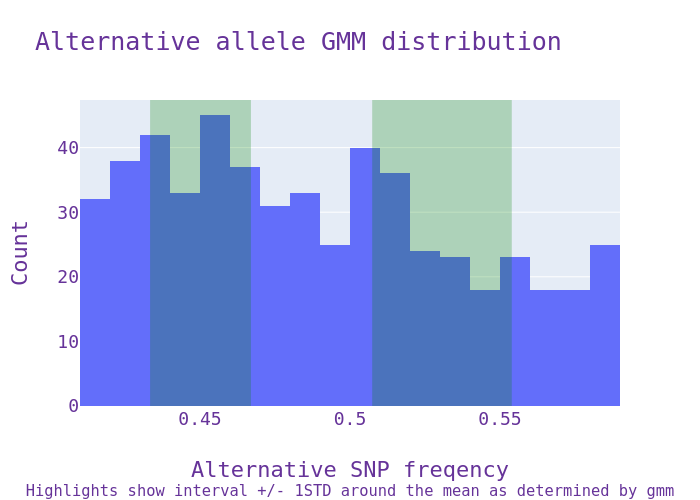 Alternative allele GMM distribution
40
30
20
10
0
Count
0.45
0.5
0.55
Alternative SNP freqency
Highlights show interval +/- 1STD around the mean as determined by gmm